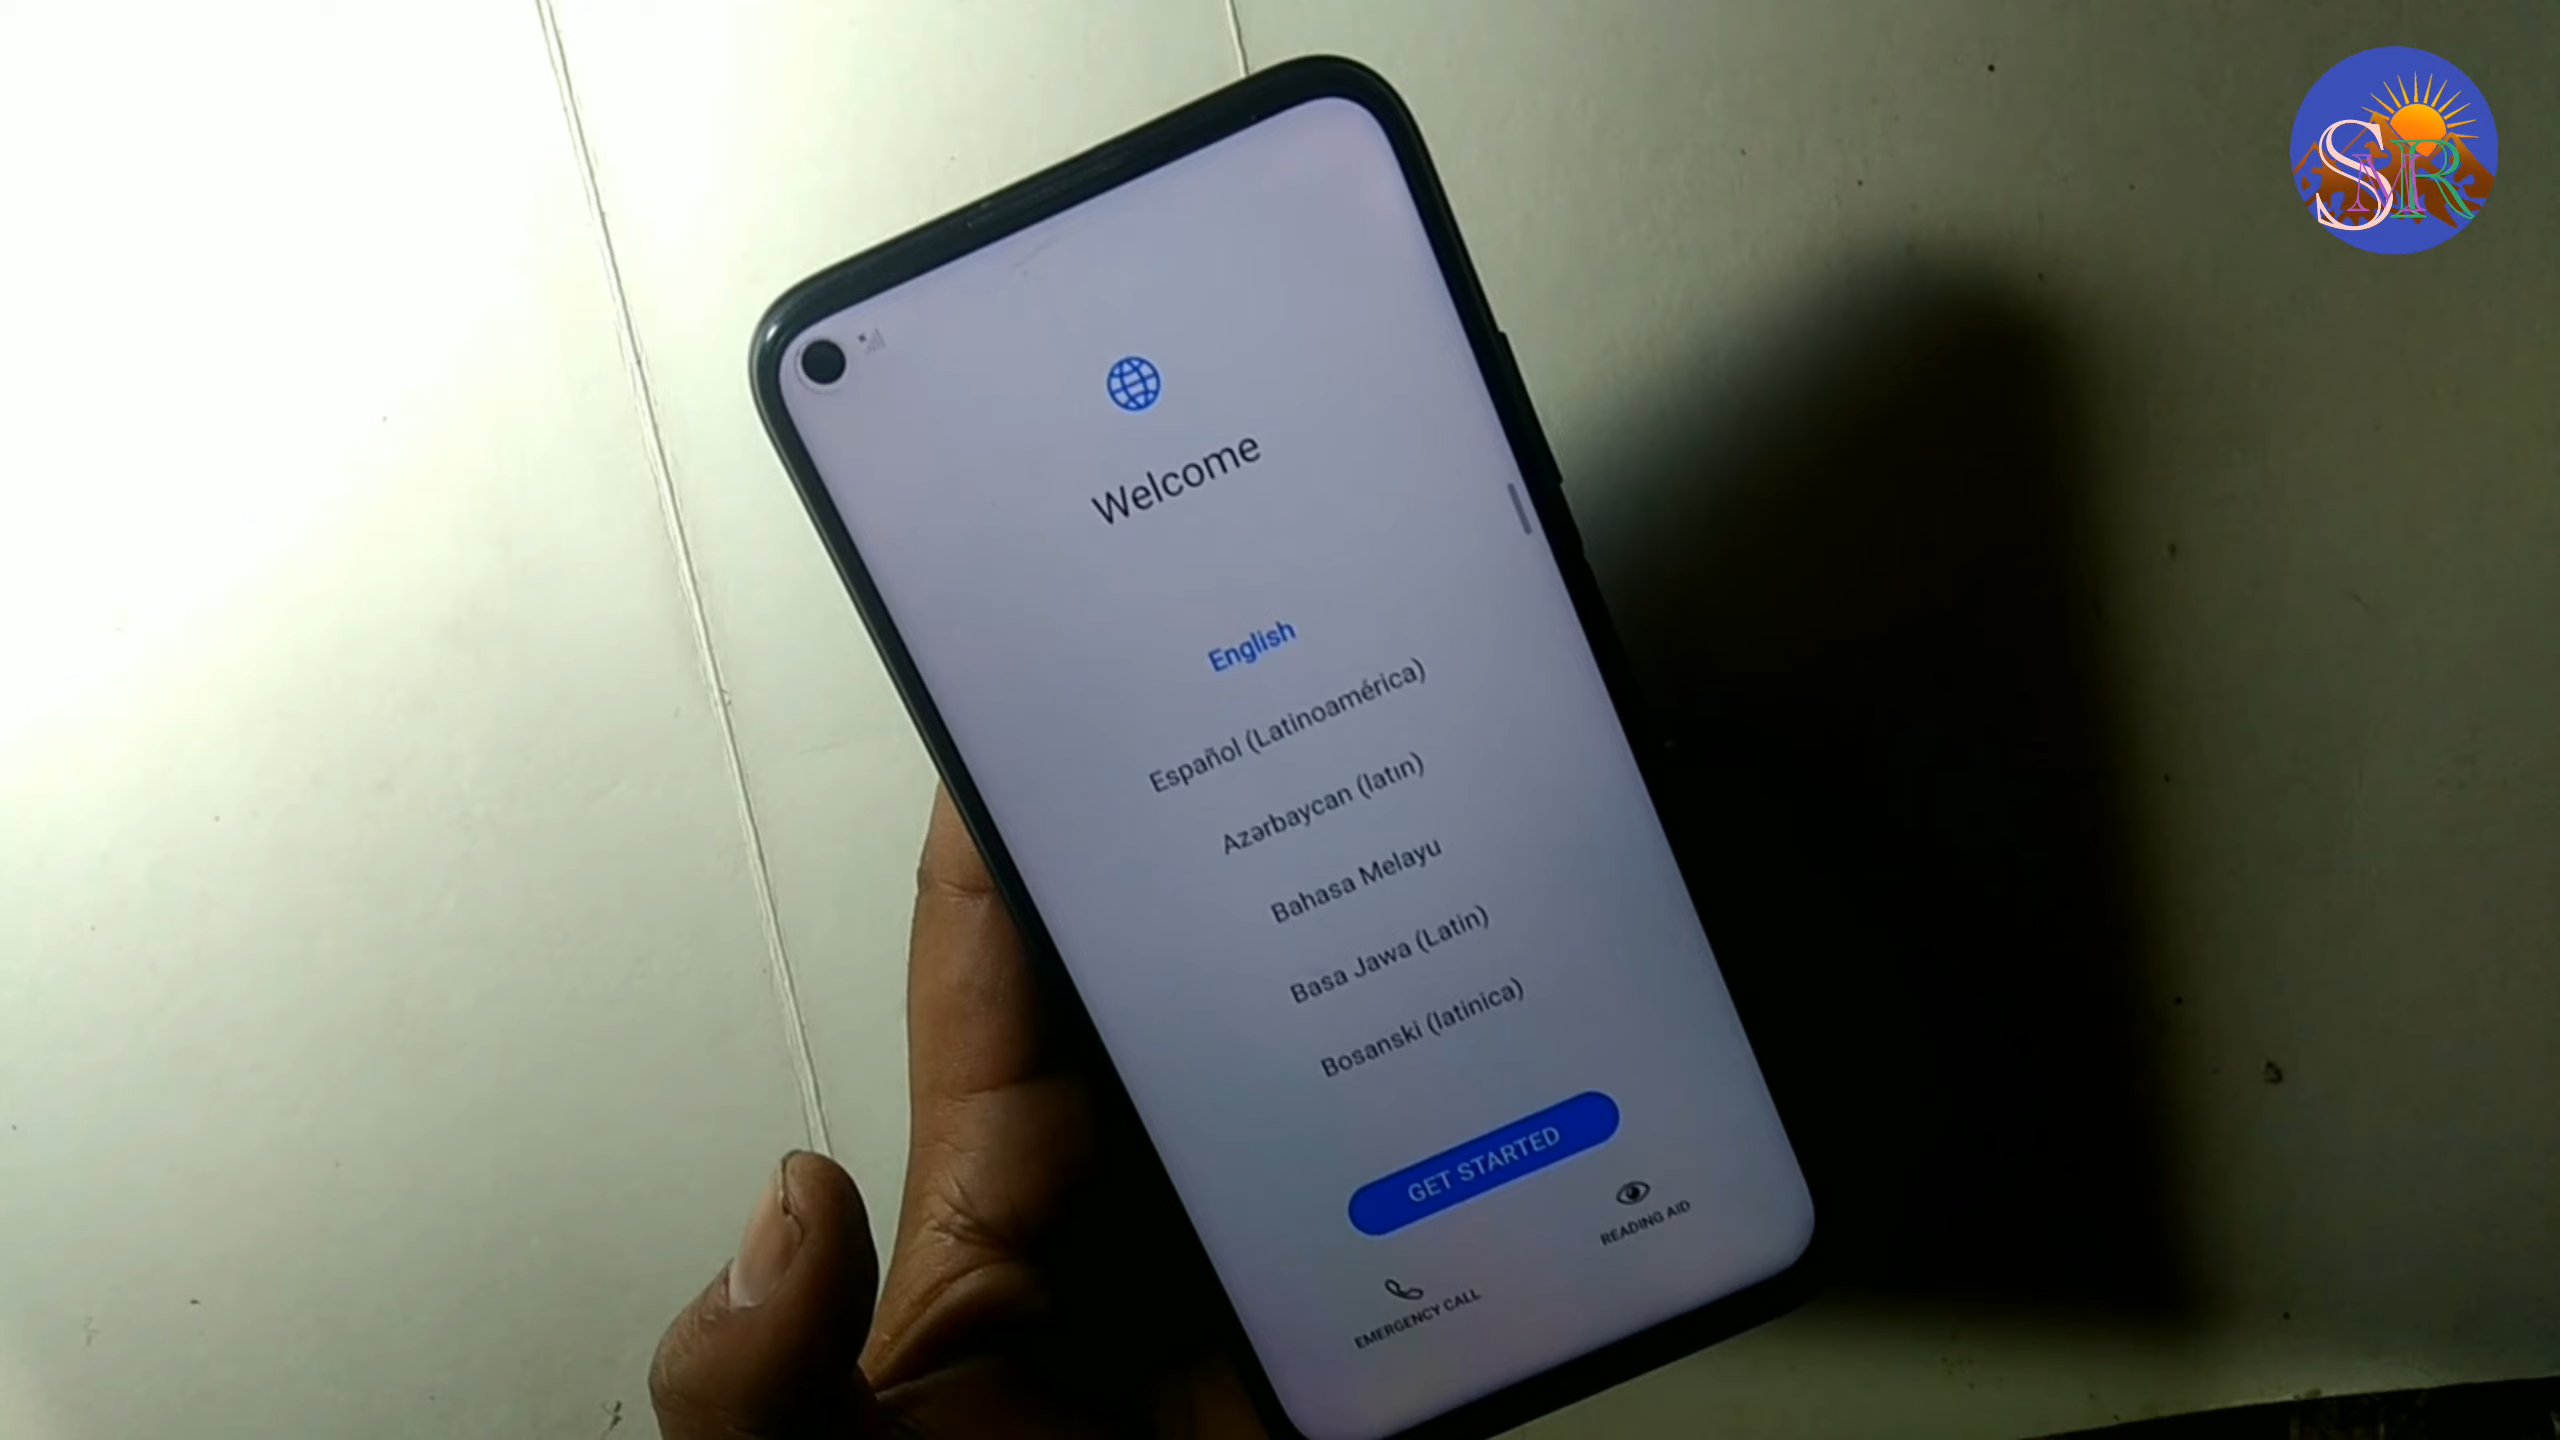 SMR
Welcome
English
Español (Latinoamérica)
Azərbaycan (latın)
Bahasa Melayu
Basa Jawa (Latin)
Bosanski (latinica)
GET STARTED
READING AID
EMERGENCY CALL